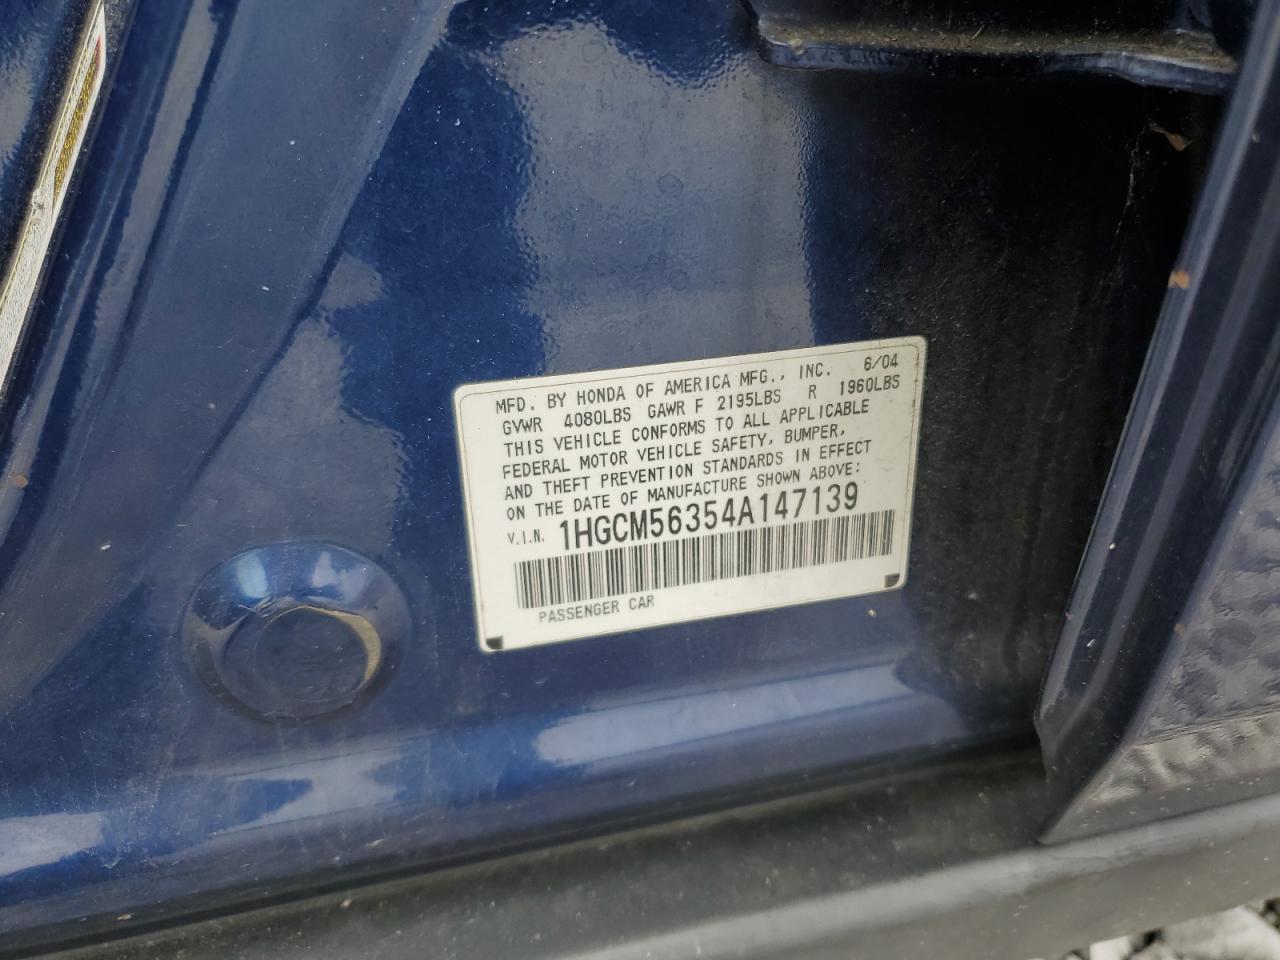 MFD. BY HONDA OF AMERICA MFG., INC. 6/04
GVWR 4080LBS GAWR F 2195LBS R 1960LBS
THIS VEHICLE CONFORMS TO ALL APPLICABLE
FEDERAL MOTOR VEHICLE SAFETY, BUMPER,
AND THEFT PREVENTION STANDARDS IN EFFECT
ON THE DATE OF MANUFACTURE SHOWN ABOVE:
V.I.N. 1HGCM56354A147139
PASSENGER CAR